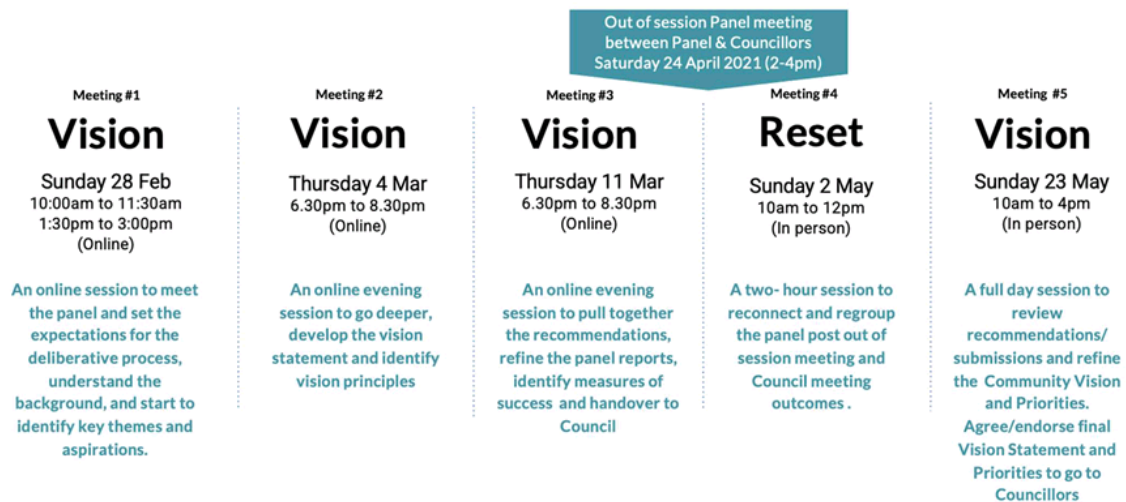 Out of session Panel meeting
between Panel & Councillors
Saturday 24 April 2021 (2-4pm)
Meeting #1
Vision
Sunday 28 Feb
10:00am to 11:30am
1:30pm to 3:00pm
(Online)
An online session to meet
the panel and set the
expectations for the
deliberative process,
understand the
background, and start to
identify key themes and
aspirations.
Meeting #2
Vision
Thursday 4 Mar
6.30pm to 8.30pm
(Online)
An online evening
session to go deeper,
develop the vision
statement and identify
vision principles
Meeting #3
Vision
Thursday 11 Mar
6.30pm to 8.30pm
(Online)
An online evening
session to pull together
the recommendations,
refine the panel reports,
identify measures of
success and handover to
Council
Meeting #4
Reset
Sunday 2 May
10am to 12pm
(In person)
A two- hour session to
reconnect and regroup
the panel post out of
session meeting and
Council meeting
outcomes .
Meeting #5
Vision
Sunday 23 May
10am to 4pm
(In person)
A full day session to
review
recommendations/
submissions and refine
the Community Vision
and Priorities.
Agree/endorse final
Vision Statement and
Priorities to go to
Councillors